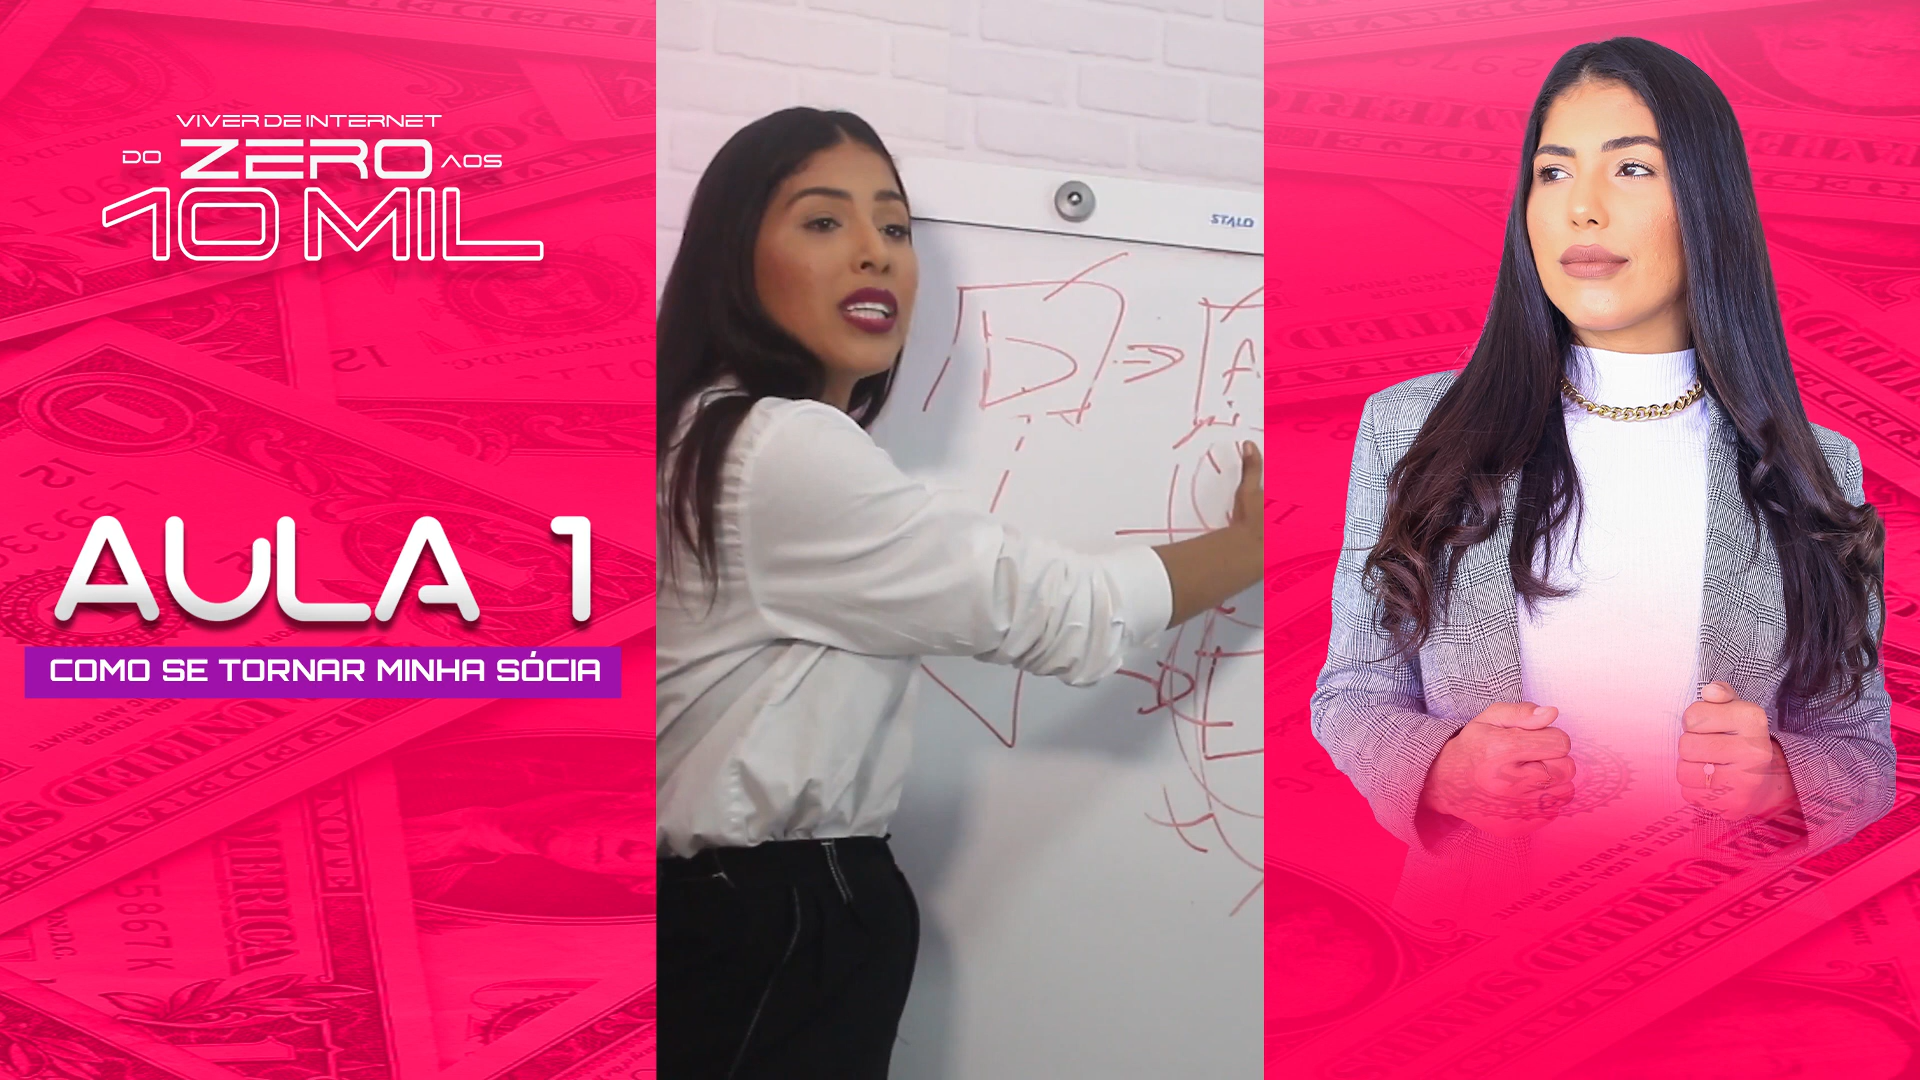 VIVER DE INTERNET
DO ZERO AOS
10 MIL
AULA 1
COMO SE TORNAR MINHA SÓCIA
STALO